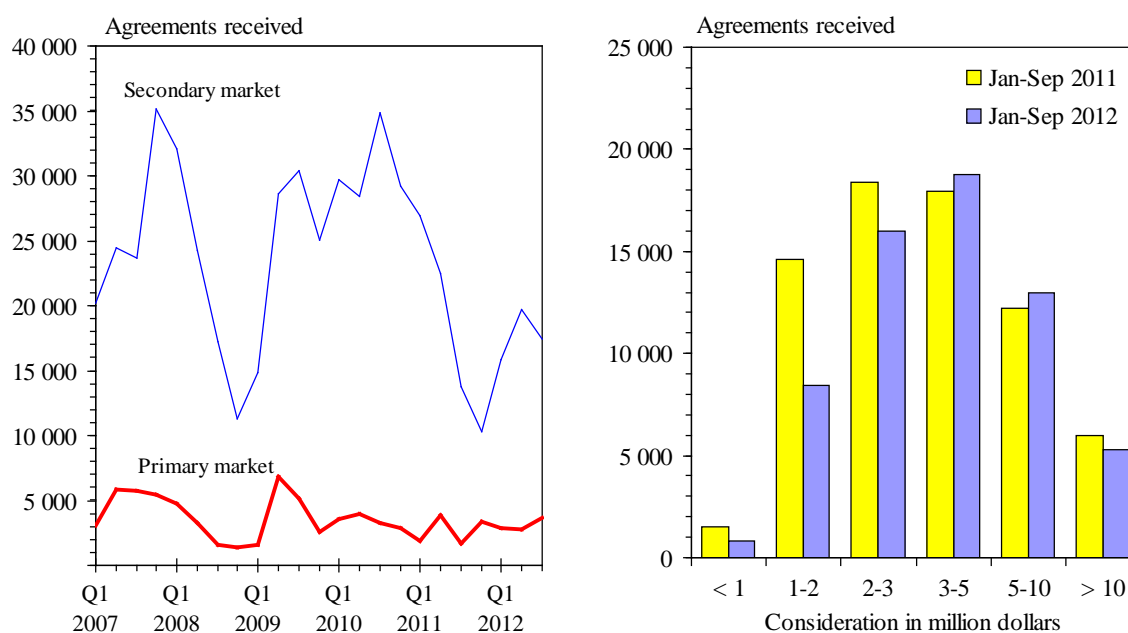 Agreements received
40 000
35 000
30 000
25 000
20 000
15 000
10 000
5 000
Secondary market
Primary market
Q1 Q1 Q1 Q1 Q1 Q1
2007 2008 2009 2010 2011 2012
Agreements received
25 000
20 000
15 000
10 000
5 000
0
Jan-Sep 2011
Jan-Sep 2012
< 1 1-2 2-3 3-5 5-10 > 10
Consideration in million dollars